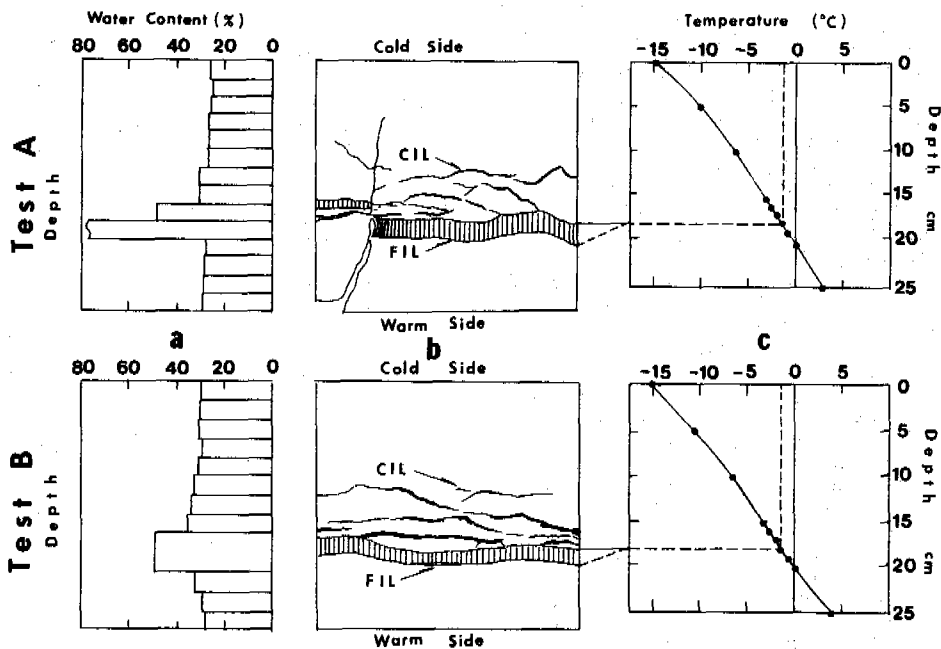 Water Content (%)
80 60 40 20 0
Test A
Depth
Cold Side
CIL
FIL
Warm Side
Temperature (°C)
-15 -10 -5 0 5
0
5
10
15
20
25
Depth
cm
a
b
c
80 60 40 20 0
Test B
Depth
Cold Side
CIL
FIL
Warm Side
-15 -10 -5 0 5
0
5
10
15
20
25
Depth
cm